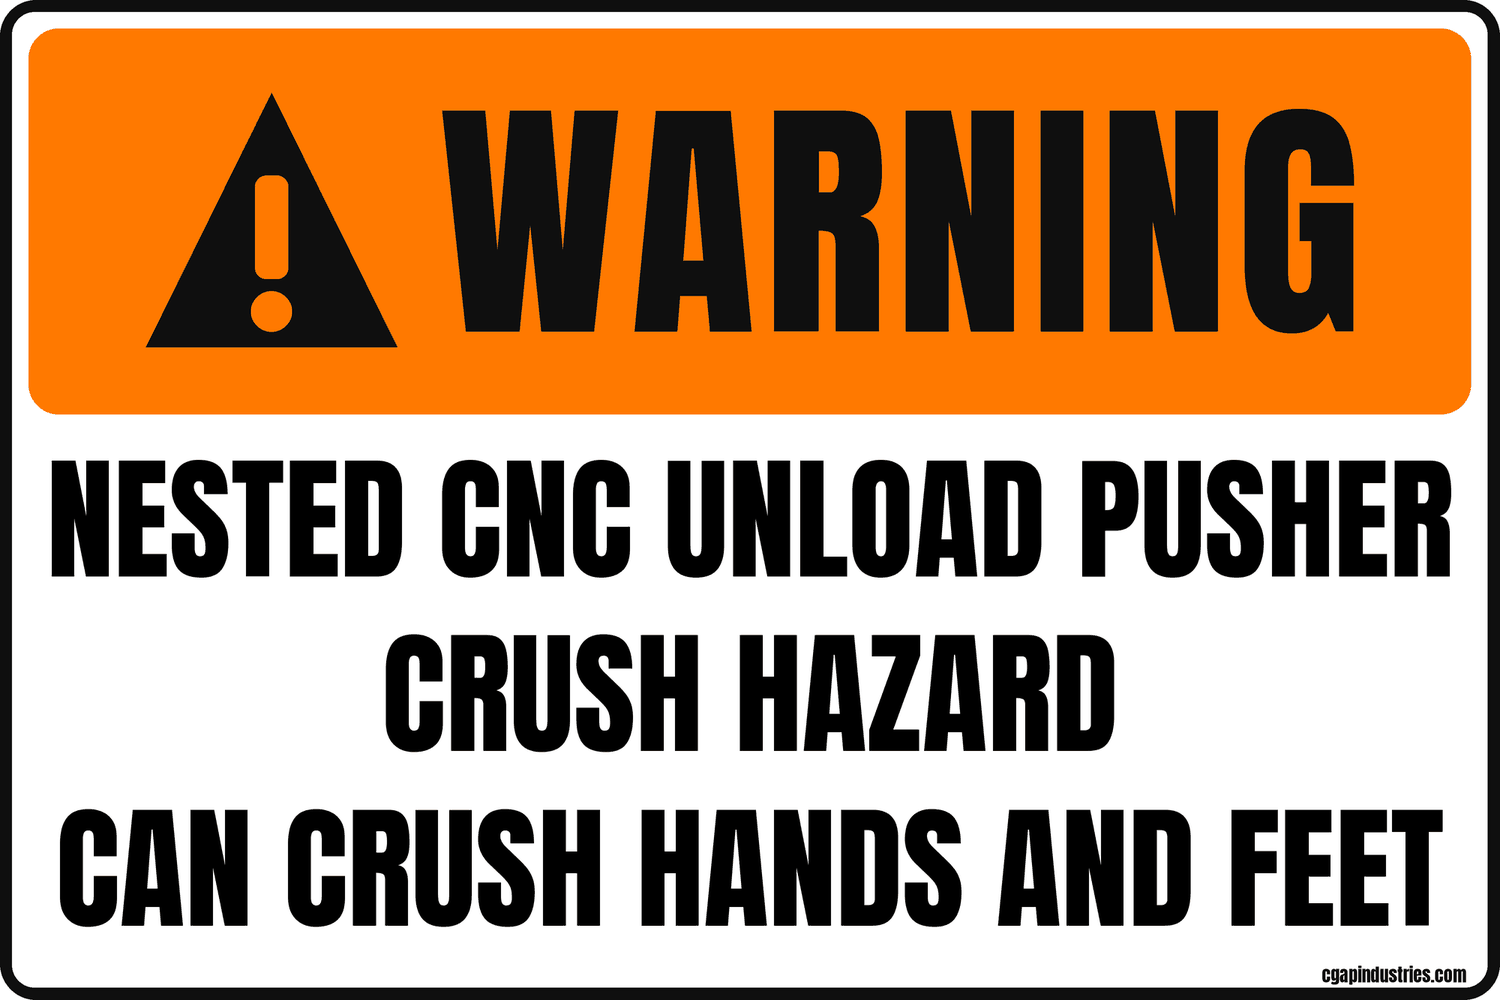 WARNING
NESTED CNC UNLOAD PUSHER
CRUSH HAZARD
CAN CRUSH HANDS AND FEET
cgapindustries.com